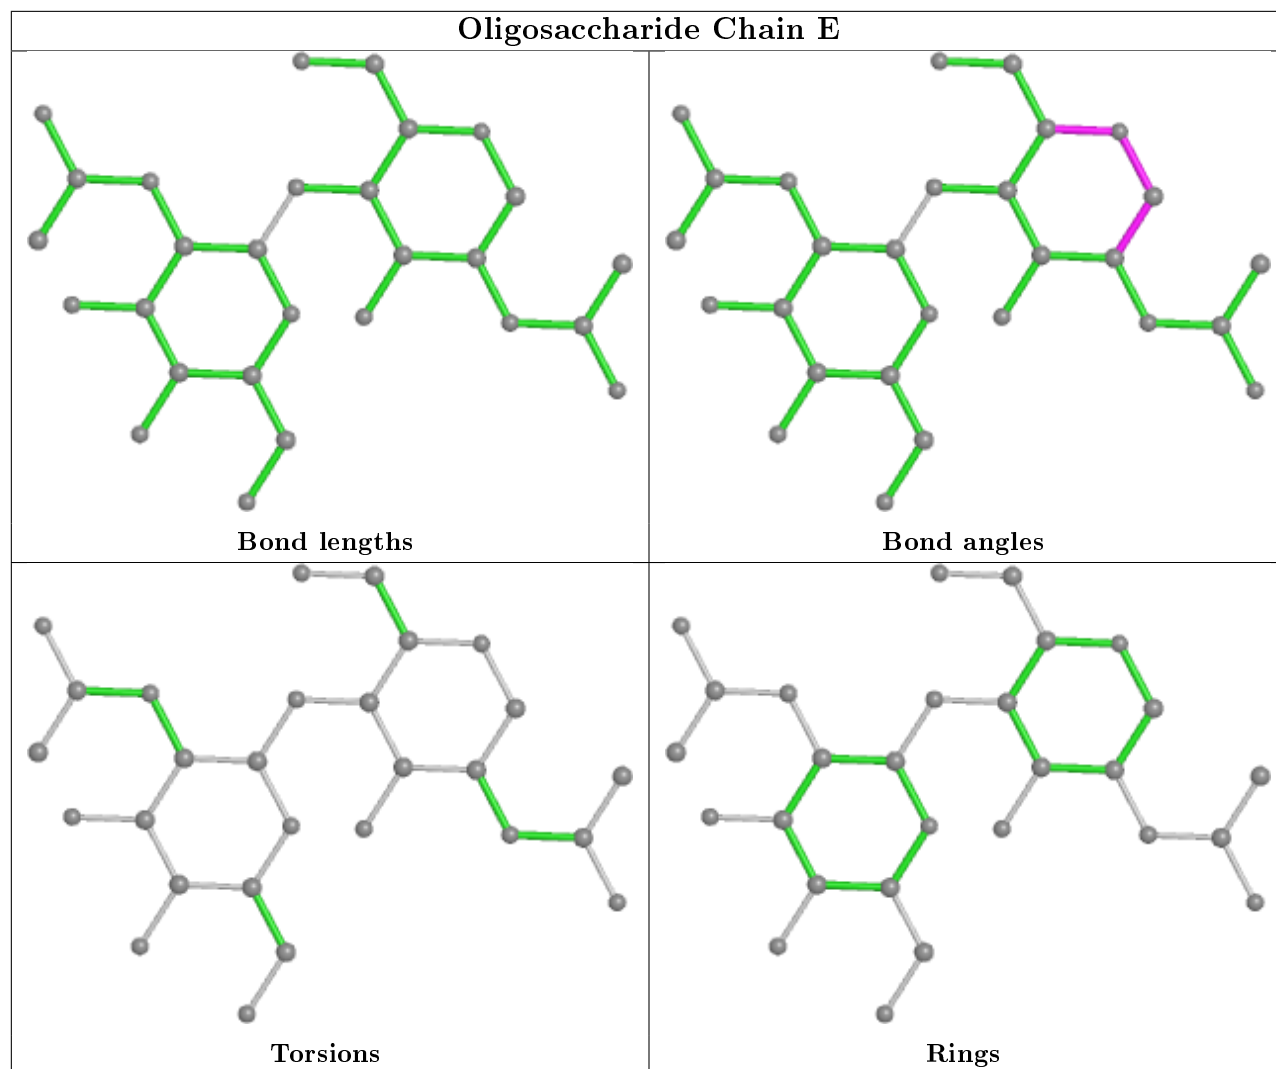 Oligosaccharide Chain E
Bond lengths
Bond angles
Torsions
Rings